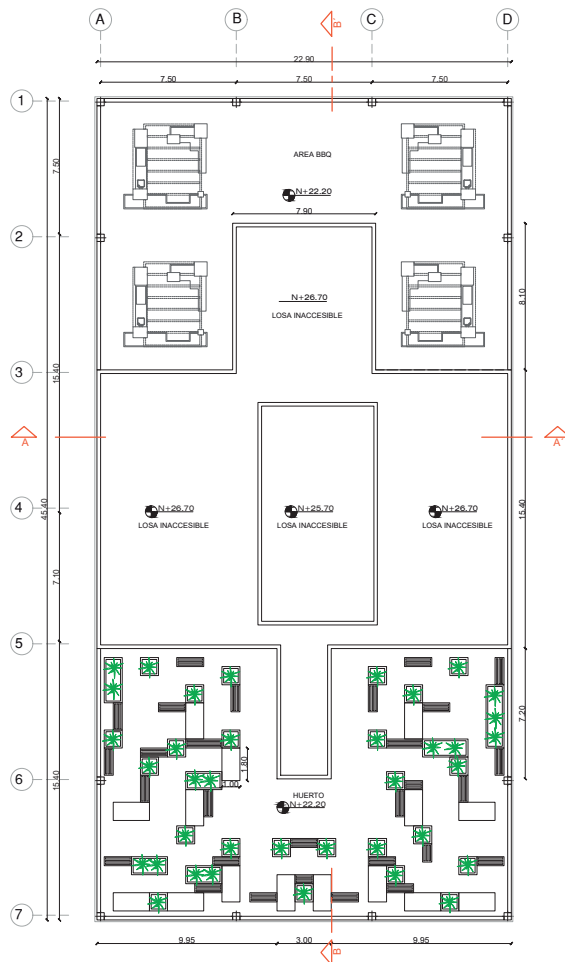 A B C D
B'
22.90
7.50 7.50 7.50
1
7.50
AREA BBQ
N+22.20
7.90
2
N+26.70
LOSA INACCESIBLE
8.10
3
15.40
A A'
4
45.40
N+26.70 N+25.70 N+26.70
LOSA INACCESIBLE LOSA INACCESIBLE LOSA INACCESIBLE
15.40
7.10
5
7.20
1.80
6
1.00
15.40
HUERTO
N+22.20
7
9.95 3.00 9.95
B